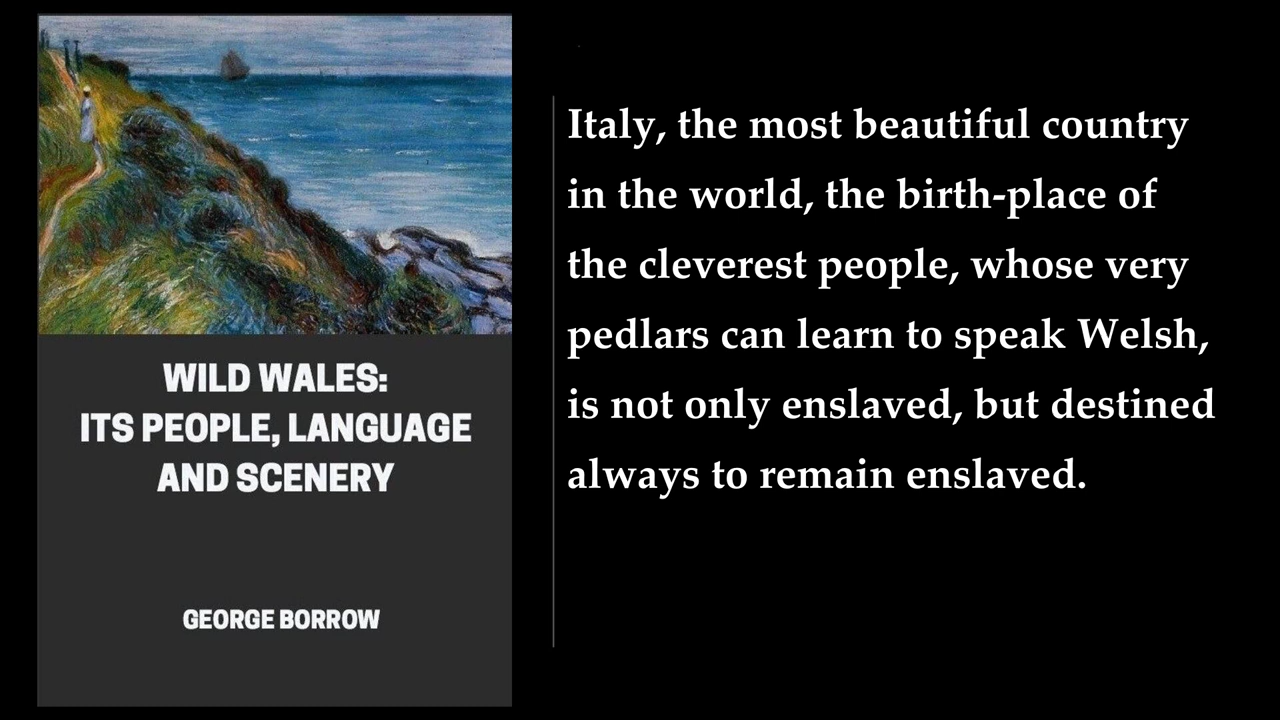 WILD WALES:
ITS PEOPLE, LANGUAGE
AND SCENERY
GEORGE BORROW
Italy, the most beautiful country
in the world, the birth-place of
the cleverest people, whose very
pedlars can learn to speak Welsh,
is not only enslaved, but destined
always to remain enslaved.